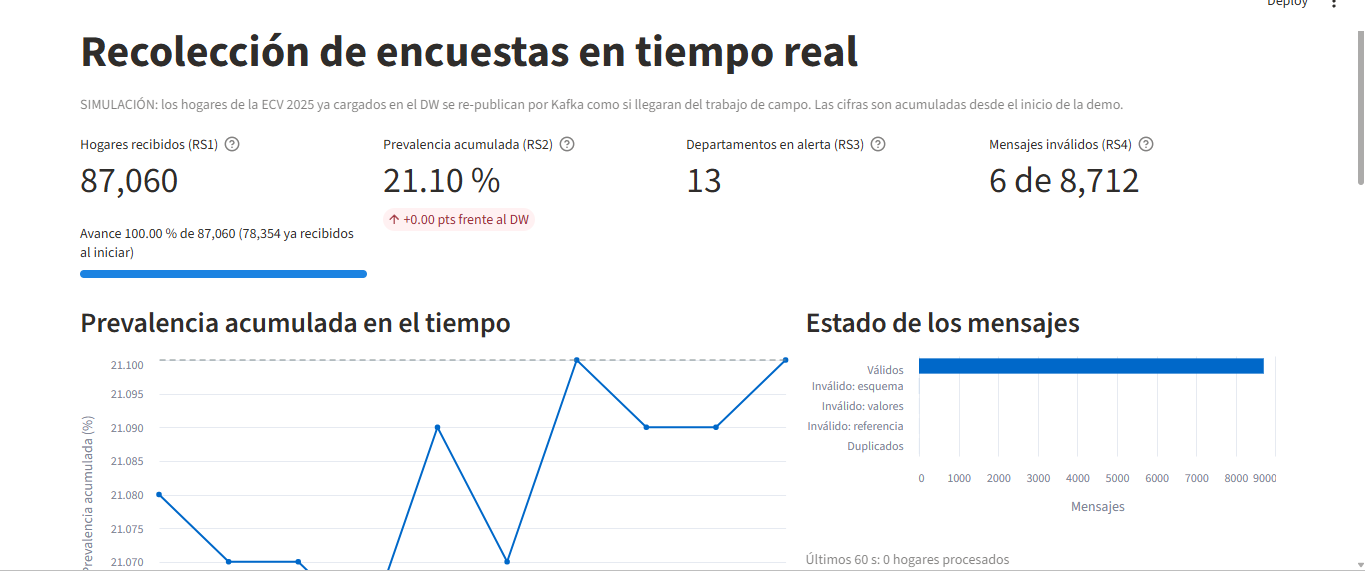 Deploy
Recolección de encuestas en tiempo real
SIMULACIÓN: los hogares de la ECV 2025 ya cargados en el DW se re-publican por Kafka como si llegaran del trabajo de campo. Las cifras son acumuladas desde el inicio de la demo.
Hogares recibidos (RS1)
87,060
Avance 100.00 % de 87,060 (78,354 ya recibidos
al iniciar)
Prevalencia acumulada (RS2)
21.10 %
↑ +0.00 pts frente al DW
Departamentos en alerta (RS3)
13
Mensajes inválidos (RS4)
6 de 8,712
Prevalencia acumulada en el tiempo
Prevalencia acumulada (%)
21.100
21.095
21.090
21.085
21.080
21.075
21.070
Estado de los mensajes
Válidos
Inválido: esquema
Inválido: valores
Inválido: referencia
Duplicados
0 1000 2000 3000 4000 5000 6000 7000 8000 9000
Mensajes
Últimos 60 s: 0 hogares procesados